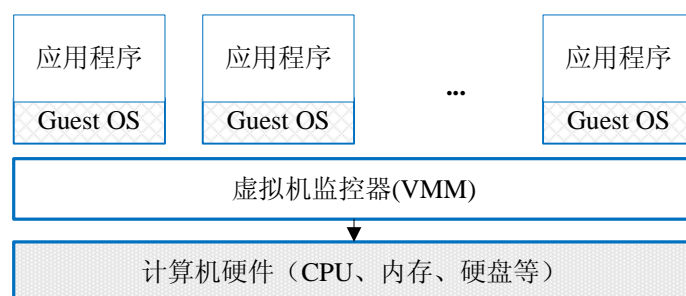 应用程序 应用程序 ... 应用程序
Guest OS Guest OS Guest OS
虚拟机监控器(VMM)
计算机硬件（CPU、内存、硬盘等）